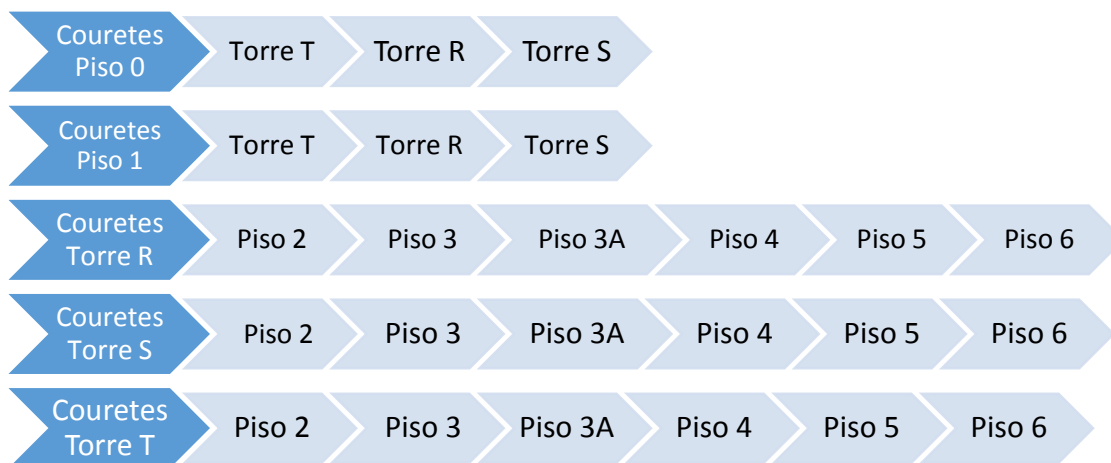 Couretes
Piso 0
Torre T
Torre R
Torre S
Couretes
Piso 1
Torre T
Torre R
Torre S
Couretes
Torre R
Piso 2
Piso 3
Piso 3A
Piso 4
Piso 5
Piso 6
Couretes
Torre S
Piso 2
Piso 3
Piso 3A
Piso 4
Piso 5
Piso 6
Couretes
Torre T
Piso 2
Piso 3
Piso 3A
Piso 4
Piso 5
Piso 6